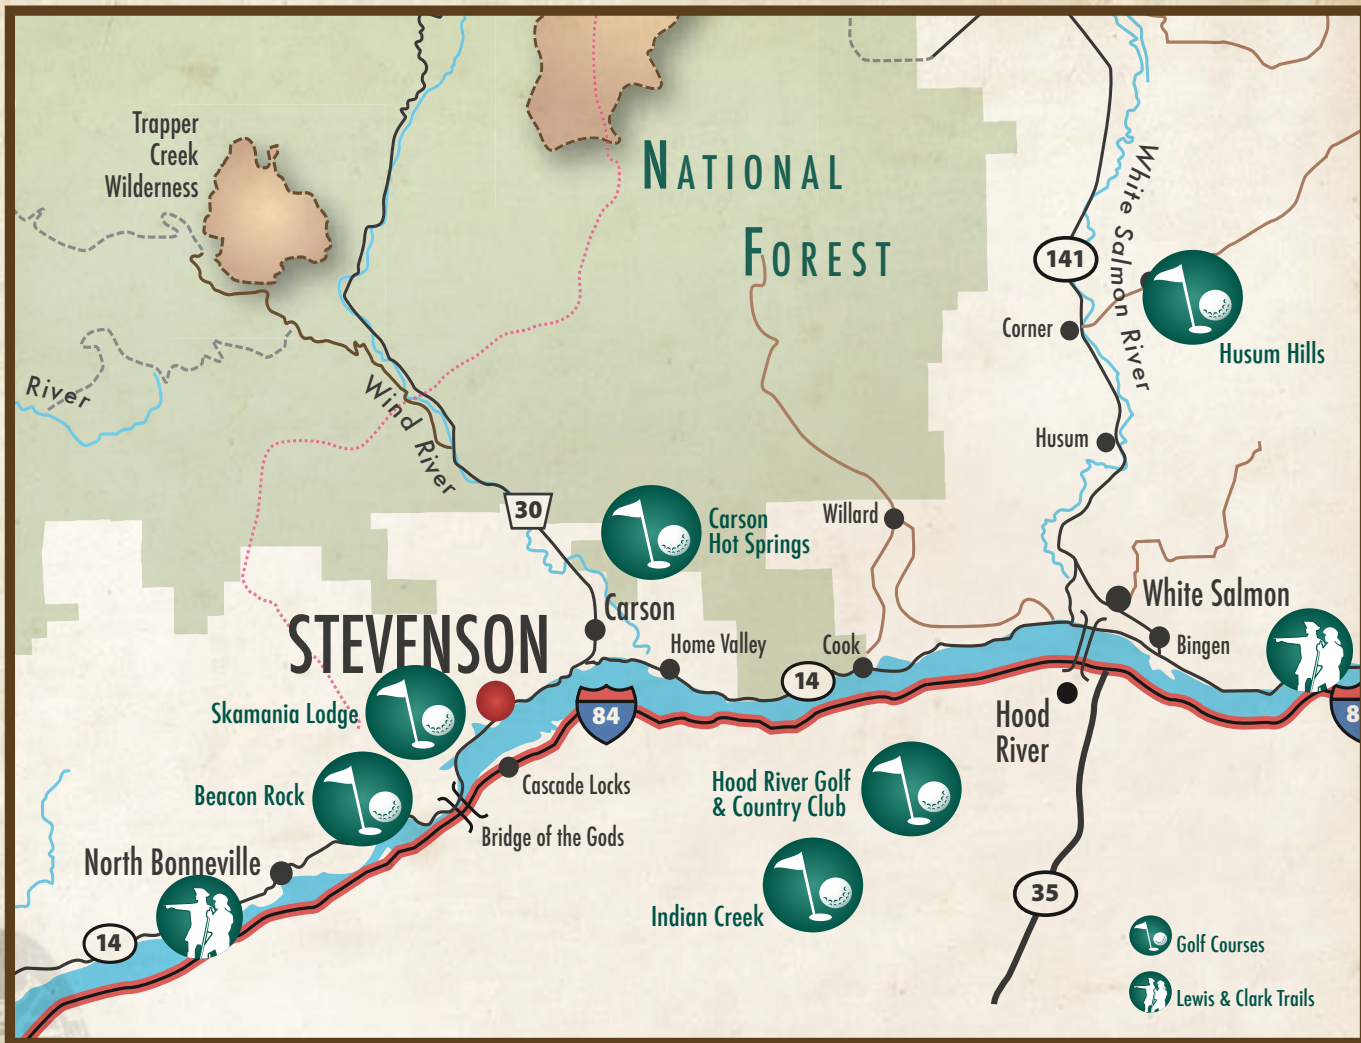 Trapper
Creek
Wilderness
NATIONAL
FOREST
White Salmon River
141
Corner
Husum Hills
River
Wind River
Husum
30
Carson
Hot Springs
Willard
STEVENSON
Carson
Home Valley
Cook
White Salmon
Bingen
14
Skamania Lodge
84
Hood
River
8
Beacon Rock
Cascade Locks
Hood River Golf
& Country Club
Bridge of the Gods
North Bonneville
Indian Creek
35
14
Golf Courses
Lewis & Clark Trails